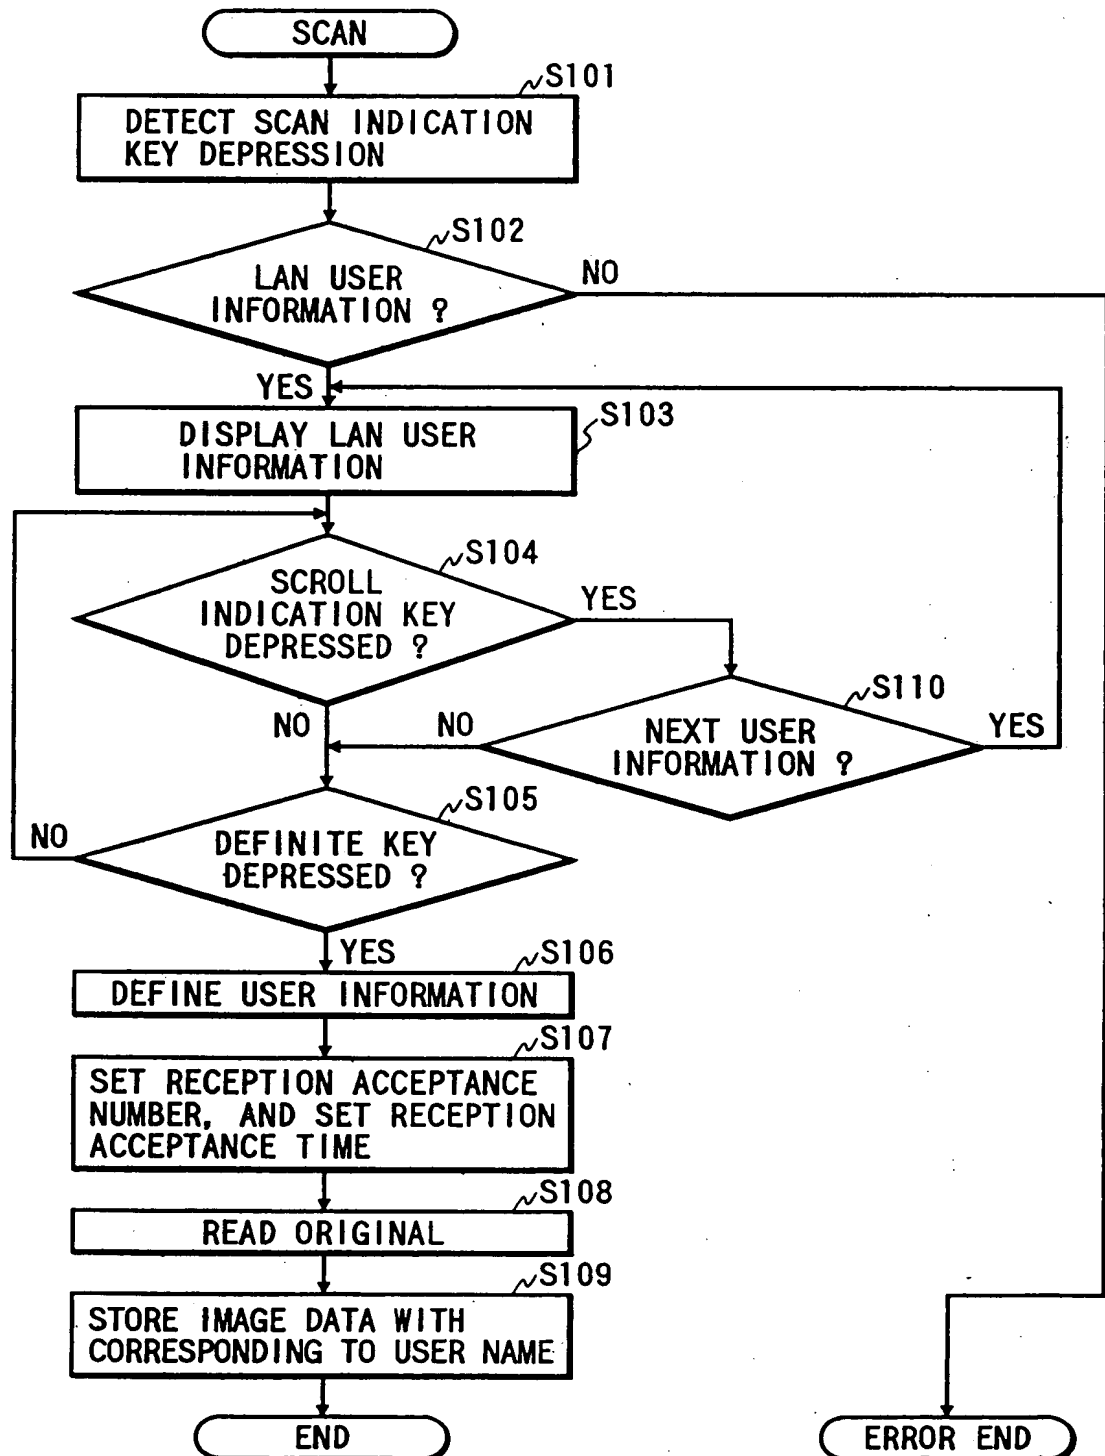 SCAN
S101
DETECT SCAN INDICATION
KEY DEPRESSION
S102
LAN USER
INFORMATION ?
NO
YES
S103
DISPLAY LAN USER
INFORMATION
S104
SCROLL
INDICATION KEY
DEPRESSED ?
YES
NO
S110
NEXT USER
INFORMATION ?
NO
YES
S105
DEFINITE KEY
DEPRESSED ?
NO
YES
S106
DEFINE USER INFORMATION
S107
SET RECEPTION ACCEPTANCE
NUMBER, AND SET RECEPTION
ACCEPTANCE TIME
S108
READ ORIGINAL
S109
STORE IMAGE DATA WITH
CORRESPONDING TO USER NAME
END
ERROR END